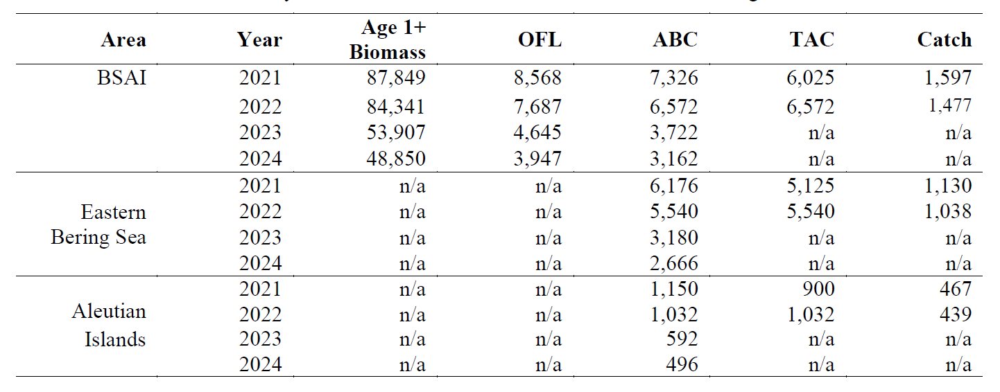 Area Year Age 1+ Biomass OFL ABC TAC Catch
BSAI 2021 87,849 8,568 7,326 6,025 1,597
2022 84,341 7,687 6,572 6,572 1,477
2023 53,907 4,645 3,722 n/a n/a
2024 48,850 3,947 3,162 n/a n/a
Eastern Bering Sea 2021 n/a n/a 6,176 5,125 1,130
2022 n/a n/a 5,540 5,540 1,038
2023 n/a n/a 3,180 n/a n/a
2024 n/a n/a 2,666 n/a n/a
Aleutian Islands 2021 n/a n/a 1,150 900 467
2022 n/a n/a 1,032 1,032 439
2023 n/a n/a 592 n/a n/a
2024 n/a n/a 496 n/a n/a